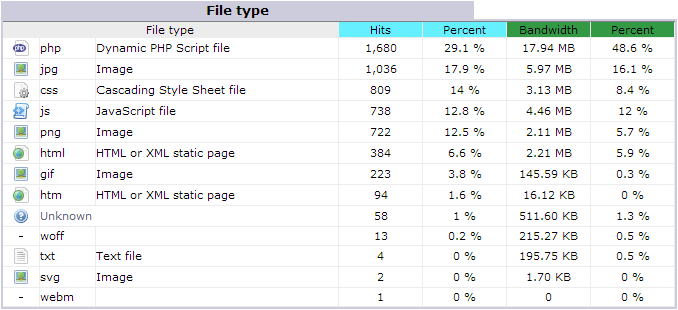 File type
File type Hits Percent Bandwidth Percent
php Dynamic PHP Script file 1,680 29.1 % 17.94 MB 48.6 %
jpg Image 1,036 17.9 % 5.97 MB 16.1 %
css Cascading Style Sheet file 809 14 % 3.13 MB 8.4 %
js JavaScript file 738 12.8 % 4.46 MB 12 %
png Image 722 12.5 % 2.11 MB 5.7 %
html HTML or XML static page 384 6.6 % 2.21 MB 5.9 %
gif Image 223 3.8 % 145.59 KB 0.3 %
htm HTML or XML static page 94 1.6 % 16.12 KB 0 %
Unknown 58 1 % 511.60 KB 1.3 %
- woff 13 0.2 % 215.27 KB 0.5 %
txt Text file 4 0 % 195.75 KB 0.5 %
svg Image 2 0 % 1.70 KB 0 %
- webm 1 0 % 0 0 %